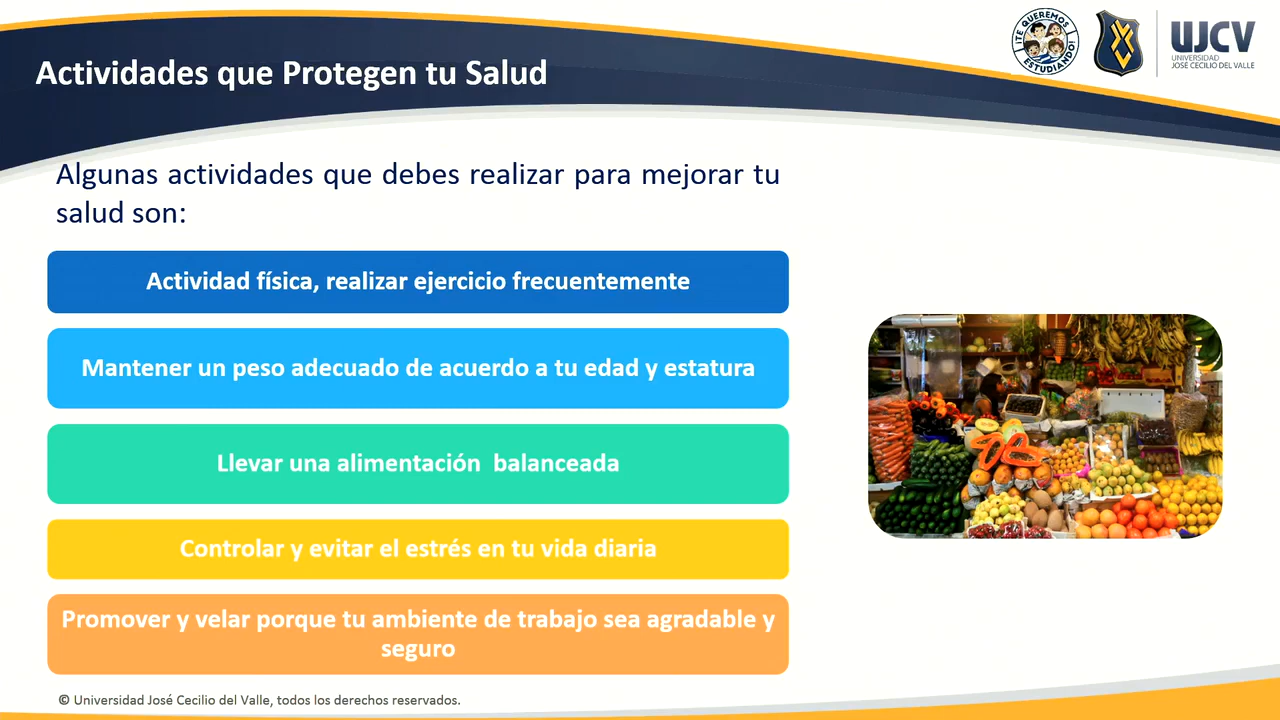 ¡TE QUEREMOS
ESTUDIANDO!
UJCV
UNIVERSIDAD
JOSÉ CECILIO DEL VALLE
Actividades que Protegen tu Salud
Algunas actividades que debes realizar para mejorar tu
salud son:
Actividad física, realizar ejercicio frecuentemente
Mantener un peso adecuado de acuerdo a tu edad y estatura
Llevar una alimentación  balanceada
Controlar y evitar el estrés en tu vida diaria
Promover y velar porque tu ambiente de trabajo sea agradable y
seguro
© Universidad José Cecilio del Valle, todos los derechos reservados.